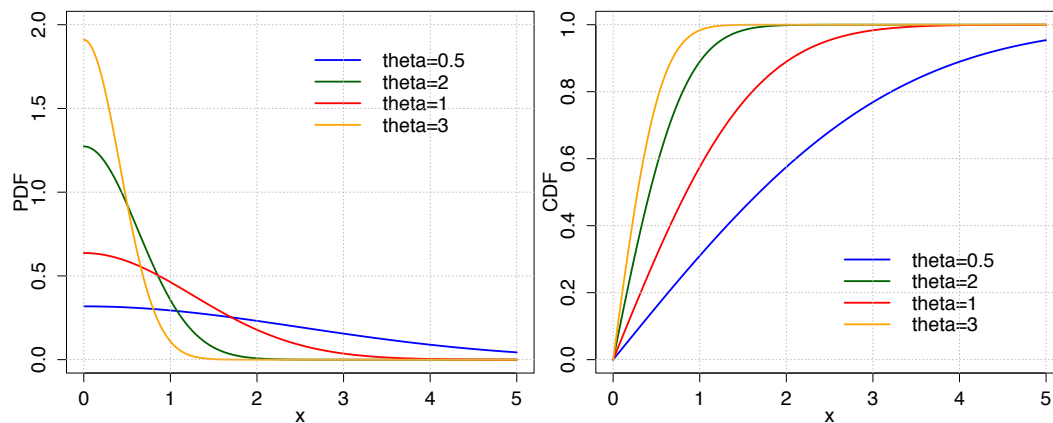 2.0
1.5
1.0
0.5
0.0
PDF
theta=0.5
theta=2
theta=1
theta=3
0 1 2 3 4 5
x
1.0
0.8
0.6
0.4
0.2
0.0
CDF
theta=0.5
theta=2
theta=1
theta=3
0 1 2 3 4 5
x